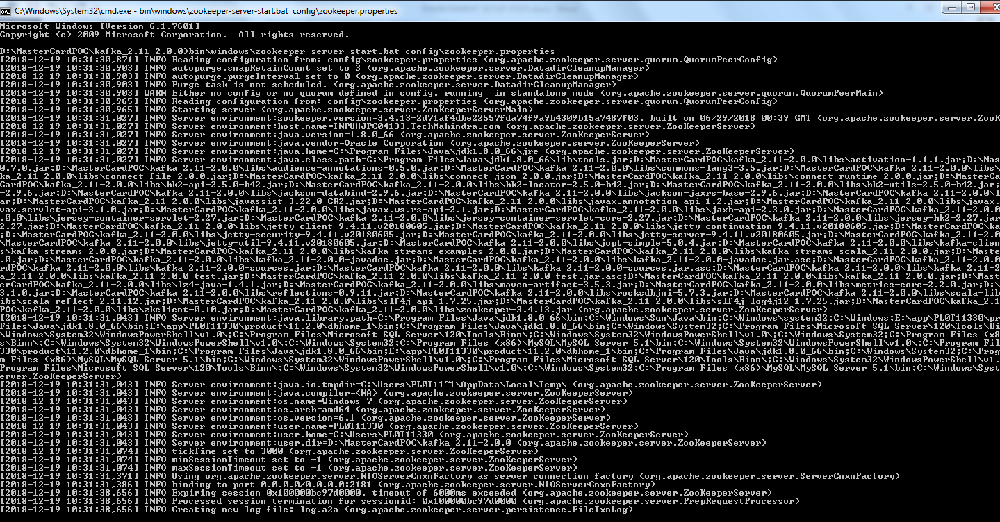 C:\Windows\System32\cmd.exe - bin\windows\zookeeper-server-start.bat  config\zookeeper.properties
Microsoft Windows [Version 6.1.7601]
Copyright (c) 2009 Microsoft Corporation.  All rights reserved.
D:\MasterCardPOC\kafka_2.11-2.0.0>bin\windows\zookeeper-server-start.bat config\zookeeper.properties
[2018-12-19 10:31:30,871] INFO Reading configuration from: config\zookeeper.properties (org.apache.zookeeper.server.quorum.QuorumPeerConfig)
[2018-12-19 10:31:30,903] INFO autopurge.snapRetainCount set to 3 (org.apache.zookeeper.server.DatadirCleanupManager)
[2018-12-19 10:31:30,903] INFO autopurge.purgeInterval set to 0 (org.apache.zookeeper.server.DatadirCleanupManager)
[2018-12-19 10:31:30,903] INFO Purge task is not scheduled. (org.apache.zookeeper.server.DatadirCleanupManager)
[2018-12-19 10:31:30,903] WARN Either no config or no quorum defined in config, running  in standalone mode (org.apache.zookeeper.server.quorum.QuorumPeerMain)
[2018-12-19 10:31:30,965] INFO Reading configuration from: config\zookeeper.properties (org.apache.zookeeper.server.quorum.QuorumPeerConfig)
[2018-12-19 10:31:30,965] INFO Starting server (org.apache.zookeeper.server.ZooKeeperServerMain)
[2018-12-19 10:31:31,027] INFO Server environment:zookeeper.version=3.4.13-2d71af4dbe22557fda74f9a9b4309b15a7487f03, built on 06/29/2018 00:39 GMT (org.apache.zookeeper.server.ZooK
[2018-12-19 10:31:31,027] INFO Server environment:host.name=INPUHJPC04133.TechMahindra.com (org.apache.zookeeper.server.ZooKeeperServer)
[2018-12-19 10:31:31,027] INFO Server environment:java.version=1.8.0_66 (org.apache.zookeeper.server.ZooKeeperServer)
[2018-12-19 10:31:31,027] INFO Server environment:java.vendor=Oracle Corporation (org.apache.zookeeper.server.ZooKeeperServer)
[2018-12-19 10:31:31,027] INFO Server environment:java.home=C:\Program Files\Java\jdk1.8.0_66\jre (org.apache.zookeeper.server.ZooKeeperServer)
[2018-12-19 10:31:31,027] INFO Server environment:java.class.path=C:\Program Files\Java\jdk1.8.0_66\lib\tools.jar;D:\MasterCardPOC\kafka_2.11-2.0.0\libs\activation-1.1.1.jar;D:\Mas
0.7.0.jar;D:\MasterCardPOC\kafka_2.11-2.0.0\libs\audience-annotations-0.5.0.jar;D:\MasterCardPOC\kafka_2.11-2.0.0\libs\commons-lang3-3.5.jar;D:\MasterCardPOC\kafka_2.11-2.0.0\libs
ka_2.11-2.0.0\libs\connect-file-2.0.0.jar;D:\MasterCardPOC\kafka_2.11-2.0.0\libs\connect-json-2.0.0.jar;D:\MasterCardPOC\kafka_2.11-2.0.0\libs\connect-runtime-2.0.0.jar;D:\MasterC
CardPOC\kafka_2.11-2.0.0\libs\hk2-api-2.5.0-b42.jar;D:\MasterCardPOC\kafka_2.11-2.0.0\libs\hk2-locator-2.5.0-b42.jar;D:\MasterCardPOC\kafka_2.11-2.0.0\libs\hk2-utils-2.5.0-b42.jar;
-2.9.6.jar;D:\MasterCardPOC\kafka_2.11-2.0.0\libs\jackson-databind-2.9.6.jar;D:\MasterCardPOC\kafka_2.11-2.0.0\libs\jackson-jaxrs-base-2.9.6.jar;D:\MasterCardPOC\kafka_2.11-2.0.0\l
-2;D:\MasterCardPOC\kafka_2.11-2.0.0\libs\javassist-3.22.0-CR2.jar;D:\MasterCardPOC\kafka_2.11-2.0.0\libs\javax.annotation-api-1.2.jar;D:\MasterCardPOC\kafka_2.11-2.0.0\libs\javax.
vax.servlet-api-3.1.0.jar;D:\MasterCardPOC\kafka_2.11-2.0.0\libs\javax.ws.rs-api-2.1.jar;D:\MasterCardPOC\kafka_2.11-2.0.0\libs\jaxb-api-2.3.0.jar;D:\MasterCardPOC\kafka_2.11-2.0.0
.0.0\libs\jersey-container-servlet-2.27.jar;D:\MasterCardPOC\kafka_2.11-2.0.0\libs\jersey-container-servlet-core-2.27.jar;D:\MasterCardPOC\kafka_2.11-2.0.0\libs\jersey-hk2-2.27.jar
2.27.jar;D:\MasterCardPOC\kafka_2.11-2.0.0\libs\jetty-client-9.4.11.v20180605.jar;D:\MasterCardPOC\kafka_2.11-2.0.0\libs\jetty-continuation-9.4.11.v20180605.jar;D:\MasterCardPOC\ka
0\libs\jetty-security-9.4.11.v20180605.jar;D:\MasterCardPOC\kafka_2.11-2.0.0\libs\jetty-server-9.4.11.v20180605.jar;D:\MasterCardPOC\kafka_2.11-2.0.0
\libs\jetty-util-9.4.11.v20180605.jar;D:\MasterCardPOC\kafka_2.11-2.0.0\libs\jopt-simple-5.0.4.jar;D:\MasterCardPOC\kafka_2.11-2.0.0\libs\kafka-clien
\kafka-streams-2.0.0.jar;D:\MasterCardPOC\kafka_2.11-2.0.0\libs\kafka-streams-examples-2.0.0.jar;D:\MasterCardPOC\kafka_2.11-2.0.0\libs\kafka-streams-scala_2.11-2.0.0.jar;D:\Master
.0.jar;D:\MasterCardPOC\kafka_2.11-2.0.0\libs\kafka_2.11-2.0.0-javadoc.jar;D:\MasterCardPOC\kafka_2.11-2.0.0\libs\kafka_2.11-2.0.0-javadoc.jar.asc;D:\MasterCardPOC\kafka_2.11-2.0.0
rdPOC\kafka_2.11-2.0.0\libs\kafka_2.11-2.0.0-sources.jar;D:\MasterCardPOC\kafka_2.11-2.0.0\libs\kafka_2.11-2.0.0-sources.jar.asc;D:\MasterCardPOC\kafka_2.11-2.0.0\libs\kafka_2.11-2
a_2.11-2.0.0-test.jar;D:\MasterCardPOC\kafka_2.11-2.0.0\libs\kafka_2.11-2.0.0-test.jar.asc;D:\MasterCardPOC\kafka_2.11-2.0.0\libs\kafka_2.11-2.0.0.jar;D:\MasterCardPOC\kafka_2.11-2
erCardPOC\kafka_2.11-2.0.0\libs\lz4-java-1.4.1.jar;D:\MasterCardPOC\kafka_2.11-2.0.0\libs\maven-artifact-3.5.3.jar;D:\MasterCardPOC\kafka_2.11-2.0.0\libs\metrics-core-2.2.0.jar;D:\
3.1.0.jar;D:\MasterCardPOC\kafka_2.11-2.0.0\libs\reflections-0.9.11.jar;D:\MasterCardPOC\kafka_2.11-2.0.0\libs\rocksdbjni-5.7.3.jar;D:\MasterCardPOC\kafka_2.11-2.0.0\libs\scala-lib
libs\scala-reflect-2.11.12.jar;D:\MasterCardPOC\kafka_2.11-2.0.0\libs\slf4j-api-1.7.25.jar;D:\MasterCardPOC\kafka_2.11-2.0.0\libs\slf4j-log4j12-1.7.25.jar;D:\MasterCardPOC\kafka_2.1
POC\kafka_2.11-2.0.0\libs\zkclient-0.10.jar;D:\MasterCardPOC\kafka_2.11-2.0.0\libs\zookeeper-3.4.13.jar (org.apache.zookeeper.server.ZooKeeperServer)
[2018-12-19 10:31:31,043] INFO Server environment:java.library.path=C:\Program Files\Java\jdk1.8.0_66\bin;C:\Windows\Sun\Java\bin;C:\Windows\system32;C:\Windows;E:\app\PL0T11330\pr
Files\Java\jdk1.8.0_66\bin;E:\app\PL0T11330\product\11.2.0\dbhome_1\bin;C:\Program Files\Java\jdk1.8.0_66\bin;C:\Windows\System32;C:\Program Files\Microsoft SQL Server\120\Tools\Bi
\Windows\System32\WindowsPowerShell\v1.0\;C:\Program Files\Microsoft SQL Server\120\Tools\Binn\;C:\Windows\System32\WindowsPowerShell\v1.0\;C:\Windows\System32;C:\Program Files (x8
\Binn\;C:\Windows\System32\WindowsPowerShell\v1.0\;C:\Windows\System32;C:\Program Files (x86)\MySQL\MySQL Server 5.1\bin;C:\Windows\System32\WindowsPowerShell\v1.0\;C:\Program Fil
330\product\11.2.0\dbhome_1\bin;C:\Program Files\Java\jdk1.8.0_66\bin;E:\app\PL0T11330\product\11.2.0\dbhome_1\bin;C:\Program Files\Java\jdk1.8.0_66\bin;C:\Windows\System32;C:\Prog
m Files (x86)\MySQL\MySQL Server 5.1\bin;C:\Windows\System32\WindowsPowerShell\v1.0\;C:\Program Files\Microsoft SQL Server\120\Tools\Binn\;C:\Windows\System32\WindowsPowerShell\v1.
Program Files\Microsoft SQL Server\120\Tools\Binn\;C:\Windows\System32\WindowsPowerShell\v1.0\;C:\Windows\System32;C:\Program Files (x86)\MySQL\MySQL Server 5.1\bin;C:\Windows\Syst
erver.ZooKeeperServer)
[2018-12-19 10:31:31,043] INFO Server environment:java.io.tmpdir=C:\Users\PL0T11~1\AppData\Local\Temp\ (org.apache.zookeeper.server.ZooKeeperServer)
[2018-12-19 10:31:31,043] INFO Server environment:java.compiler=<NA> (org.apache.zookeeper.server.ZooKeeperServer)
[2018-12-19 10:31:31,043] INFO Server environment:os.name=Windows 7 (org.apache.zookeeper.server.ZooKeeperServer)
[2018-12-19 10:31:31,043] INFO Server environment:os.arch=amd64 (org.apache.zookeeper.server.ZooKeeperServer)
[2018-12-19 10:31:31,043] INFO Server environment:os.version=6.1 (org.apache.zookeeper.server.ZooKeeperServer)
[2018-12-19 10:31:31,043] INFO Server environment:user.name=PL0T11330 (org.apache.zookeeper.server.ZooKeeperServer)
[2018-12-19 10:31:31,043] INFO Server environment:user.home=C:\Users\PL0T11330 (org.apache.zookeeper.server.ZooKeeperServer)
[2018-12-19 10:31:31,043] INFO Server environment:user.dir=D:\MasterCardPOC\kafka_2.11-2.0.0 (org.apache.zookeeper.server.ZooKeeperServer)
[2018-12-19 10:31:31,074] INFO tickTime set to 3000 (org.apache.zookeeper.server.ZooKeeperServer)
[2018-12-19 10:31:31,074] INFO minSessionTimeout set to -1 (org.apache.zookeeper.server.ZooKeeperServer)
[2018-12-19 10:31:31,074] INFO maxSessionTimeout set to -1 (org.apache.zookeeper.server.ZooKeeperServer)
[2018-12-19 10:31:31,371] INFO Using org.apache.zookeeper.server.NIOServerCnxnFactory as server connection factory (org.apache.zookeeper.server.ServerCnxnFactory)
[2018-12-19 10:31:31,386] INFO binding to port 0.0.0.0/0.0.0.0:2181 (org.apache.zookeeper.server.NIOServerCnxnFactory)
[2018-12-19 10:31:38,656] INFO Expiring session 0x100000bc97d0000, timeout of 6000ms exceeded (org.apache.zookeeper.server.ZooKeeperServer)
[2018-12-19 10:31:38,656] INFO Processed session termination for sessionid: 0x100000bc97d0000 (org.apache.zookeeper.server.PrepRequestProcessor)
[2018-12-19 10:31:38,656] INFO Creating new log file: log.a2a (org.apache.zookeeper.server.persistence.FileTxnLog)